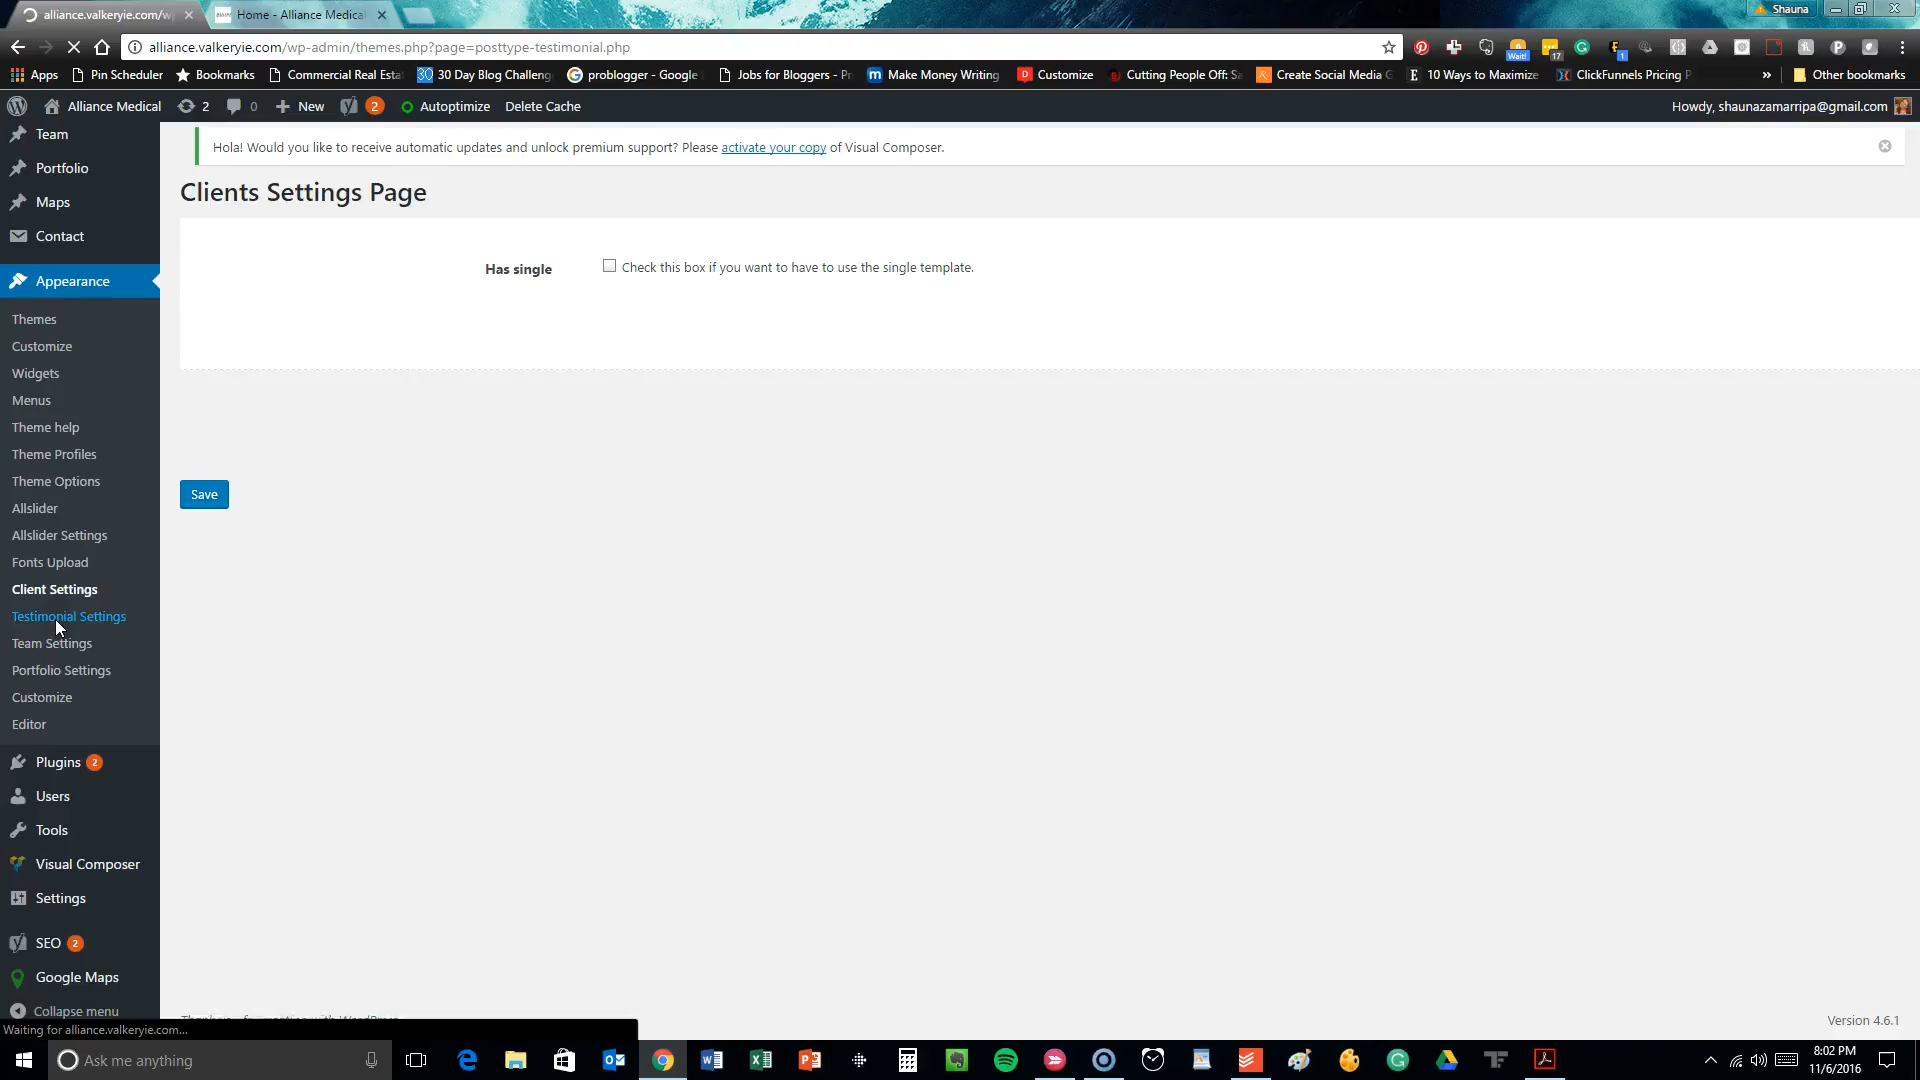 alliance.valkeryie.com/w
Home - Alliance Medical
Shauna
alliance.valkeryie.com/wp-admin/themes.php?page=posttype-testimonial.php
Apps
Pin Scheduler
Bookmarks
Commercial Real Esta
30 Day Blog Challeng
problogger - Google
Jobs for Bloggers - Pr
Make Money Writing
Customize
Cutting People Off: Sa
Create Social Media G
10 Ways to Maximize
ClickFunnels Pricing P
»
Other bookmarks
Alliance Medical
2
0
New
2
Autoptimize
Delete Cache
Howdy, shaunazamarripa@gmail.com
Team
Portfolio
Maps
Contact
Appearance
Themes
Customize
Widgets
Menus
Theme help
Theme Profiles
Theme Options
Allslider
Allslider Settings
Fonts Upload
Client Settings
Testimonial Settings
Team Settings
Portfolio Settings
Customize
Editor
Plugins 2
Users
Tools
Visual Composer
Settings
SEO 2
Google Maps
Collapse menu
Hola! Would you like to receive automatic updates and unlock premium support? Please activate your copy of Visual Composer.
Clients Settings Page
Has single
Check this box if you want to have to use the single template.
Save
Version 4.6.1
Waiting for alliance.valkeryie.com...
Ask me anything
8:02 PM
11/6/2016